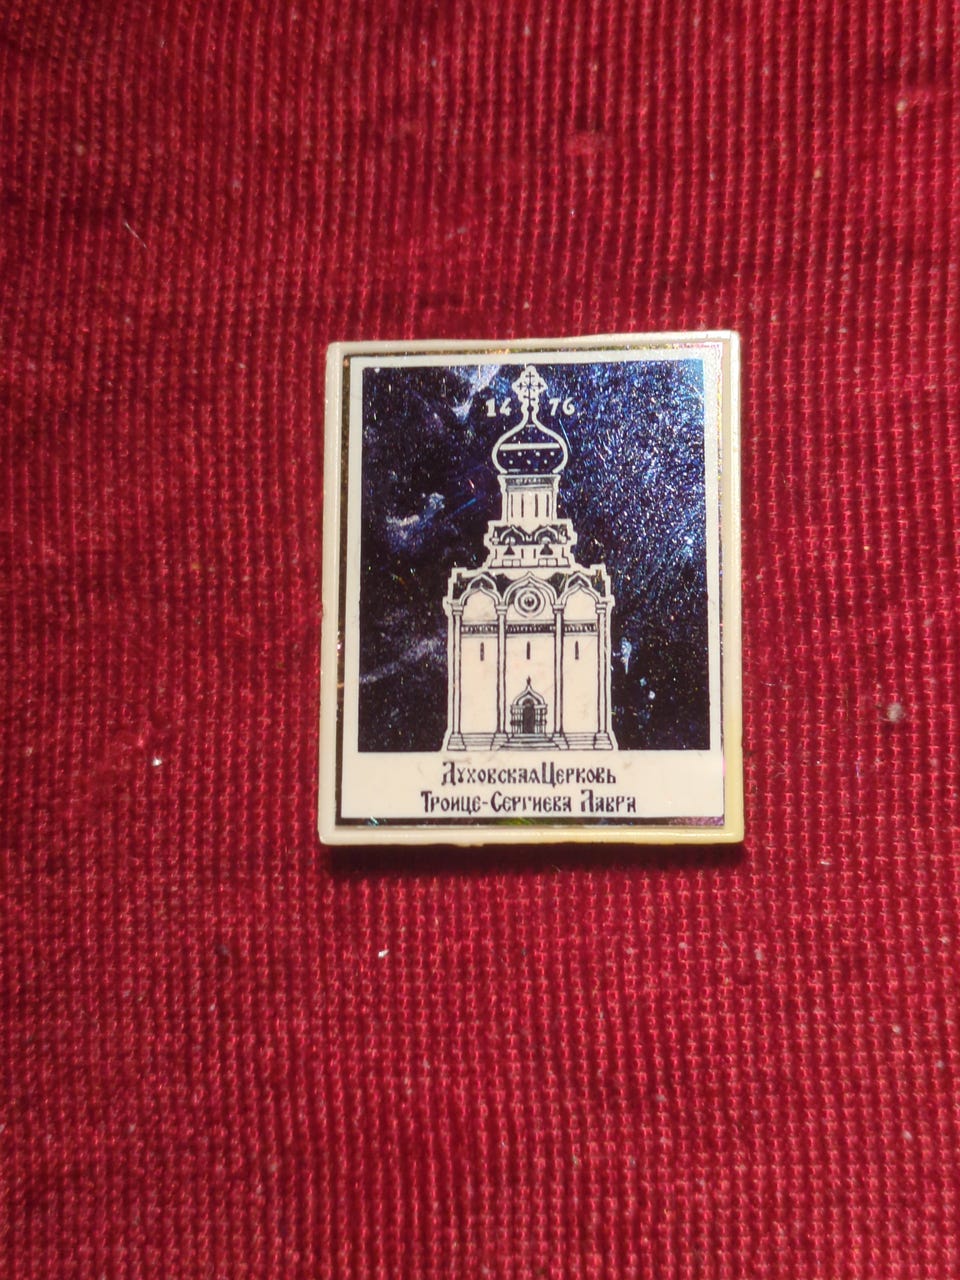 14 76
ДуховскаяЦерковь
Троице-Сергиева Лавра